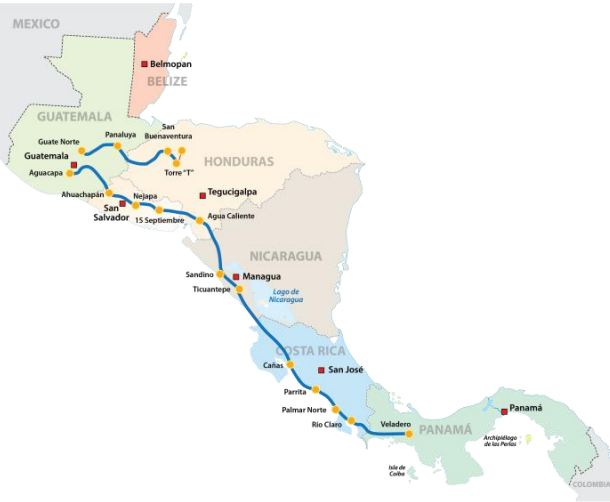 MEXICO
Belmopan
BELIZE
GUATEMALA
San
Buenaventura
Panaluya
Guate Norte
Guatemala
HONDURAS
Torre "T"
Aguacapa
Ahuachapán
Nejapa
Tegucigalpa
San
Salvador
15 Septiembre
Agua Caliente
NICARAGUA
Sandino
Managua
Ticuantepe
Lago de
Nicaragua
COSTA RICA
Cañas
San José
Parrita
Palmar Norte
Río Claro
Veladero
PANAMÁ
Panamá
Archipiélago
de las Perlas
Isla de
Coiba
COLOMBIA